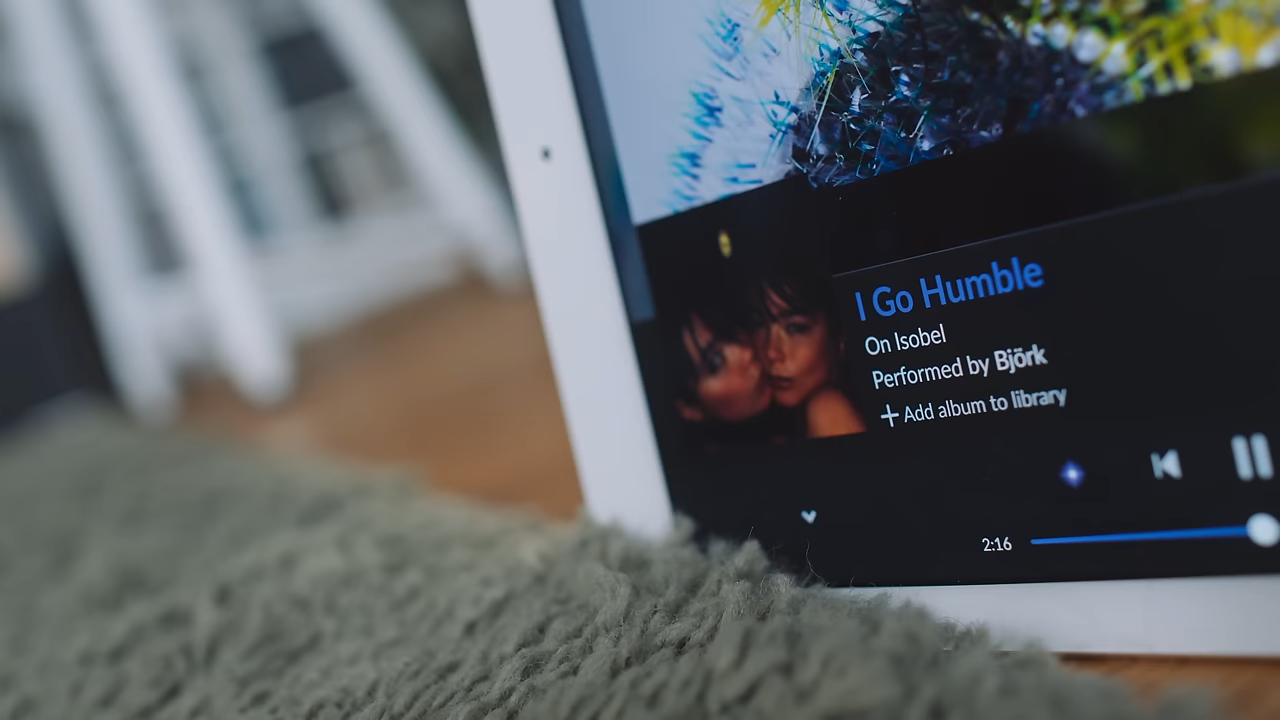 I Go Humble
On Isobel
Performed by Björk
+ Add album to library
2:16